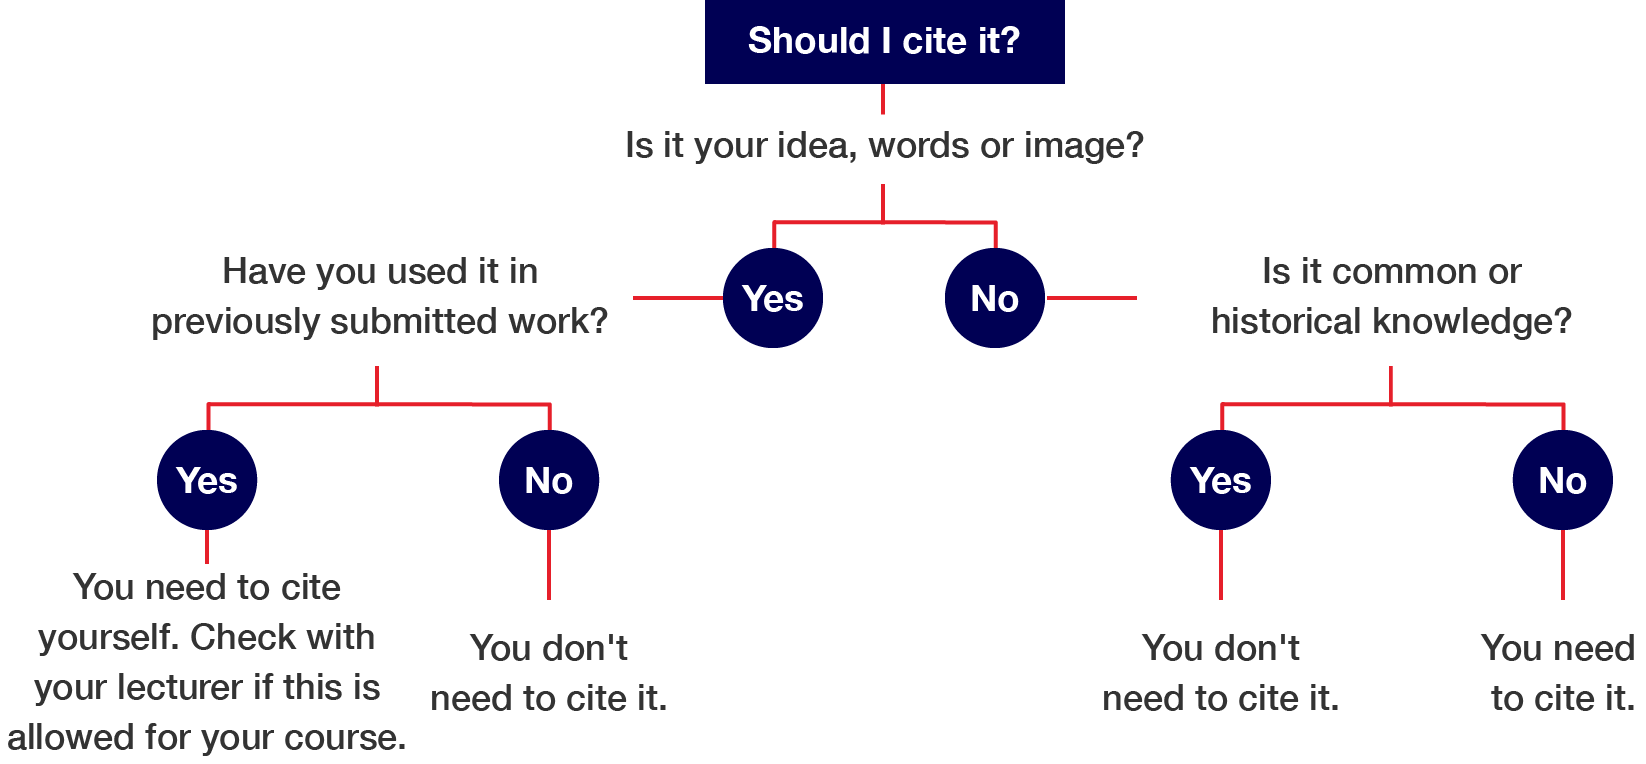 Should I cite it?
Is it your idea, words or image?
Yes
No
Have you used it in
previously submitted work?
Yes
No
You need to cite
yourself. Check with
your lecturer if this is
allowed for your course.
You don't
need to cite it.
Is it common or
historical knowledge?
Yes
No
You don't
need to cite it.
You need
to cite it.